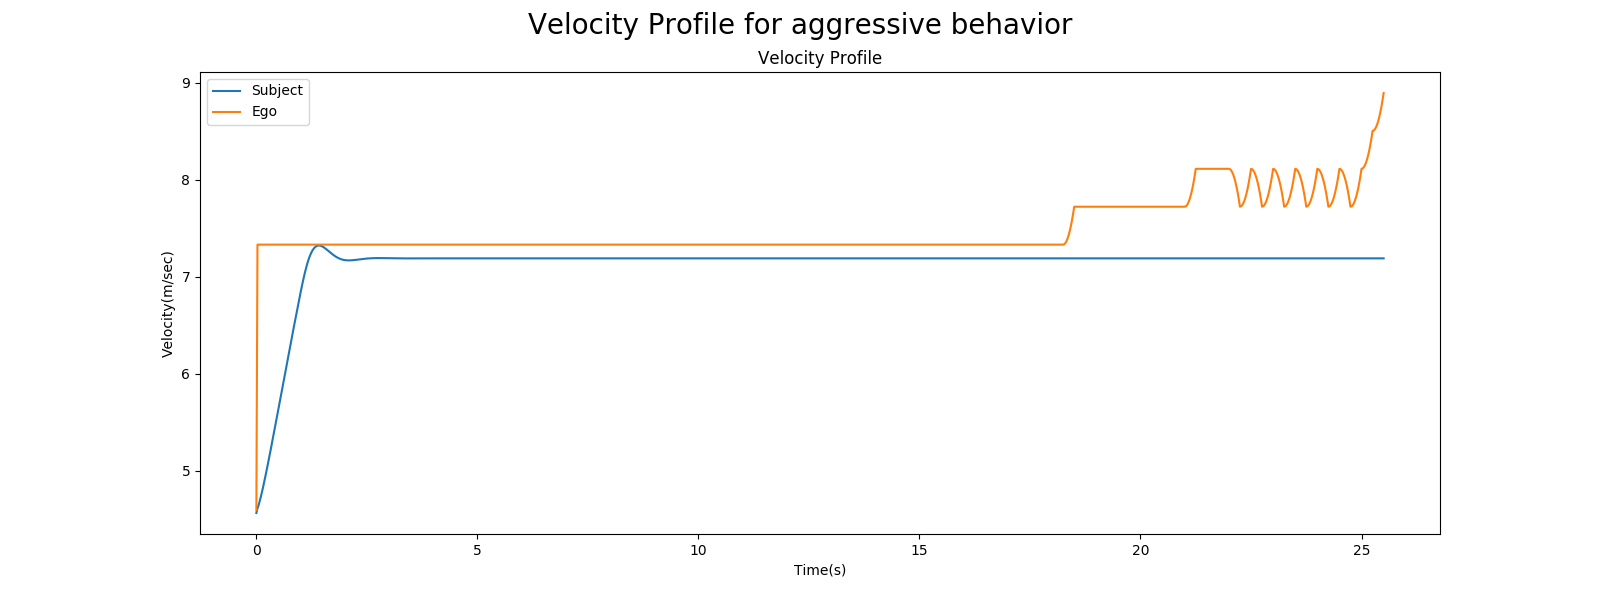 Velocity Profile for aggressive behavior
Velocity Profile
Subject
Ego
9
8
7
6
5
Velocity(m/sec)
0 5 10 15 20 25
Time(s)